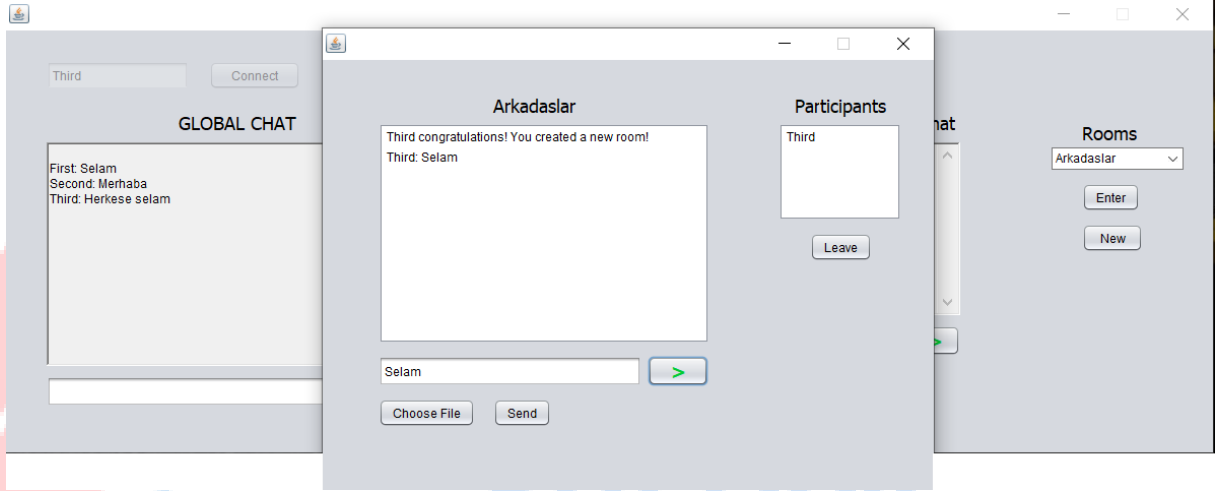 Third
Connect
GLOBAL CHAT
First: Selam
Second: Merhaba
Third: Herkese selam
Arkadaslar
Third congratulations! You created a new room!
Third: Selam
Selam
>
Choose File
Send
Participants
Third
Leave
hat
>
Rooms
Arkadaslar
Enter
New